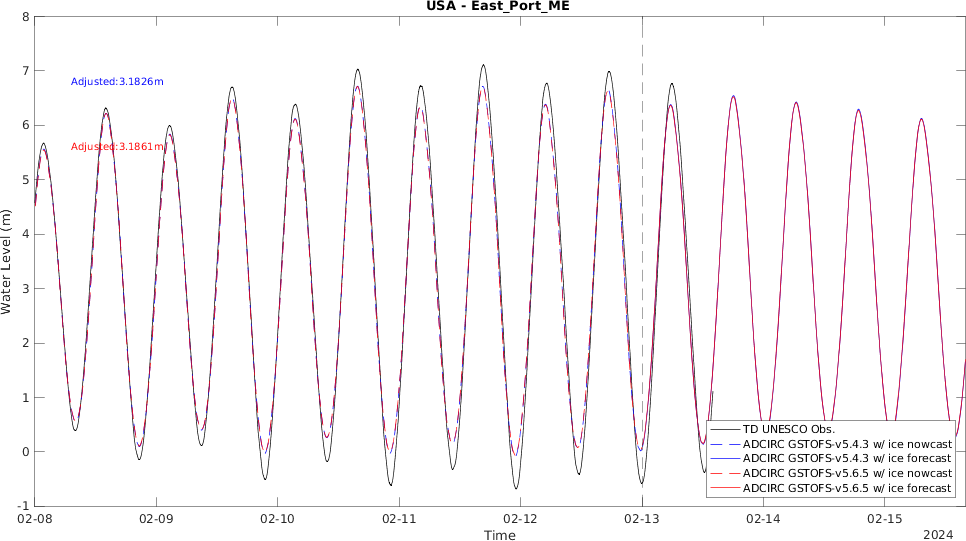 USA - East_Port_ME
8
7
6
5
4
3
2
1
0
-1
Water Level (m)
Adjusted:3.1826m
Adjusted:3.1861m
TD UNESCO Obs.
ADCIRC GSTOFS-v5.4.3 w/ ice nowcast
ADCIRC GSTOFS-v5.4.3 w/ ice forecast
ADCIRC GSTOFS-v5.6.5 w/ ice nowcast
ADCIRC GSTOFS-v5.6.5 w/ ice forecast
02-08 02-09 02-10 02-11 02-12 02-13 02-14 02-15
Time
2024